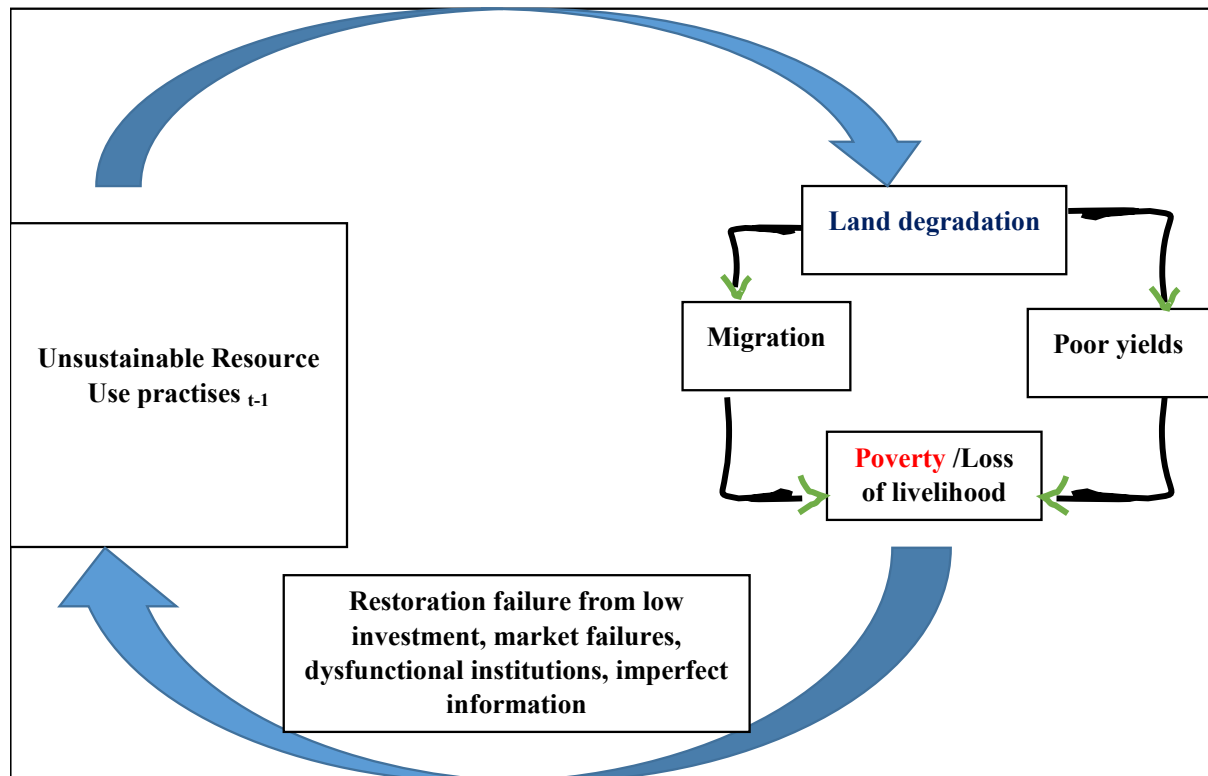 Land degradation
Migration
Poor yields
Unsustainable Resource
Use practises t-1
Poverty /Loss
of livelihood
Restoration failure from low
investment, market failures,
dysfunctional institutions, imperfect
information